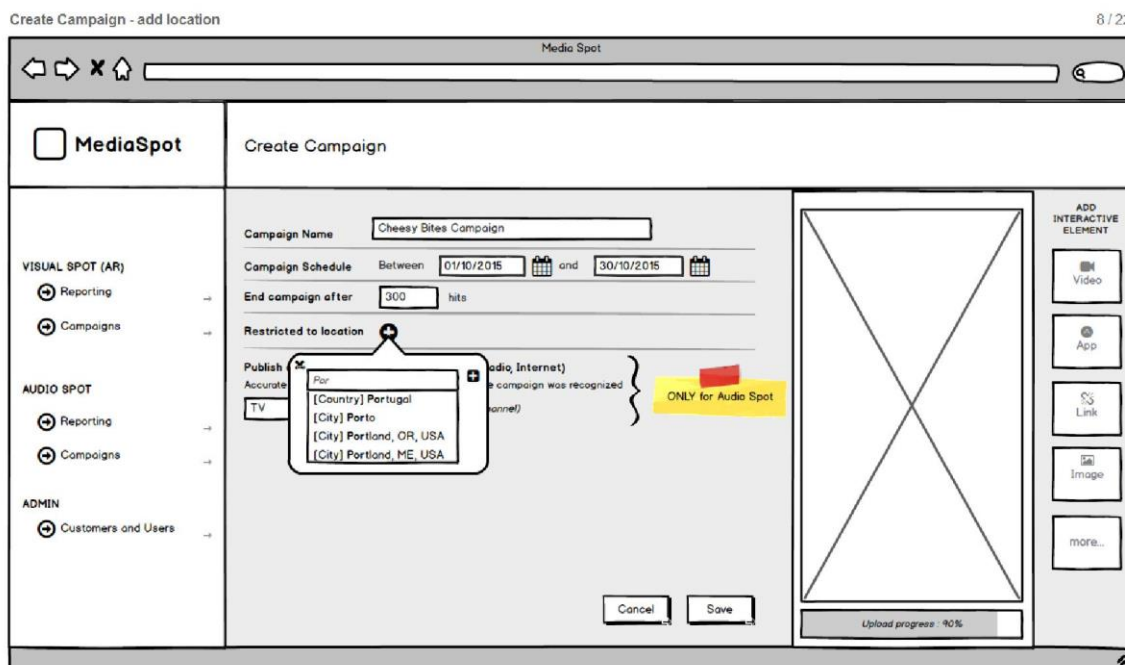 Create Campaign - add location
8 / 22
Media Spot
MediaSpot
Create Campaign
VISUAL SPOT (AR)
Reporting
Campaigns
AUDIO SPOT
Reporting
Campaigns
ADMIN
Customers and Users
Campaign Name Cheesy Bites Campaign
Campaign Schedule Between 01/10/2015 and 30/10/2015
End campaign after 300 hits
Restricted to location
Publish adio, Internet)
Accurate e campaign was recognized
TV annel)
Por
[Country] Portugal
[City] Porto
[City] Portland, OR, USA
[City] Portland, ME, USA
ONLY for Audio Spot
Cancel Save
Upload progress : 90%
ADD
INTERACTIVE
ELEMENT
Video
App
Link
Image
more...